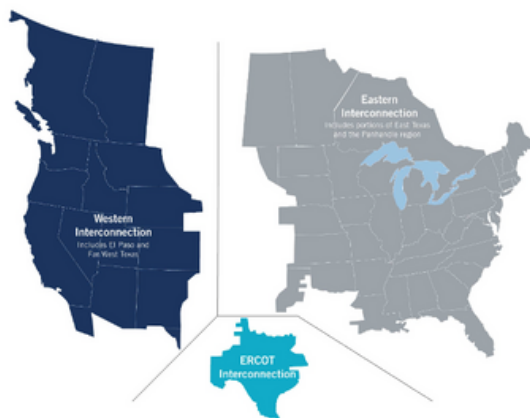 Western
Interconnection
Includes El Paso and
Far West Texas
Eastern
Interconnection
Includes portions of East Texas
and the Panhandle region
ERCOT
Interconnection